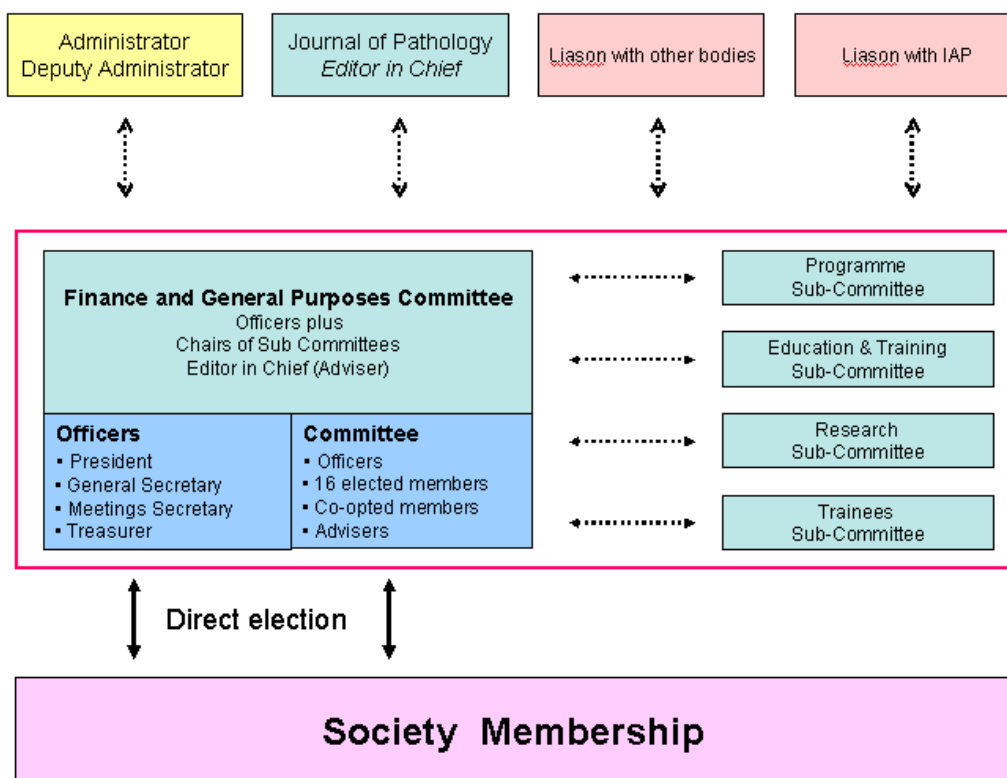 Administrator
Deputy Administrator
Journal of Pathology
Editor in Chief
Liason with other bodies
Liason with IAP
Finance and General Purposes Committee
Officers plus
Chairs of Sub Committees
Editor in Chief (Adviser)
Officers
▪ President
▪ General Secretary
▪ Meetings Secretary
▪ Treasurer
Committee
▪ Officers
▪ 16 elected members
▪ Co-opted members
▪ Advisers
Programme
Sub-Committee
Education & Training
Sub-Committee
Research
Sub-Committee
Trainees
Sub-Committee
Direct election
Society Membership